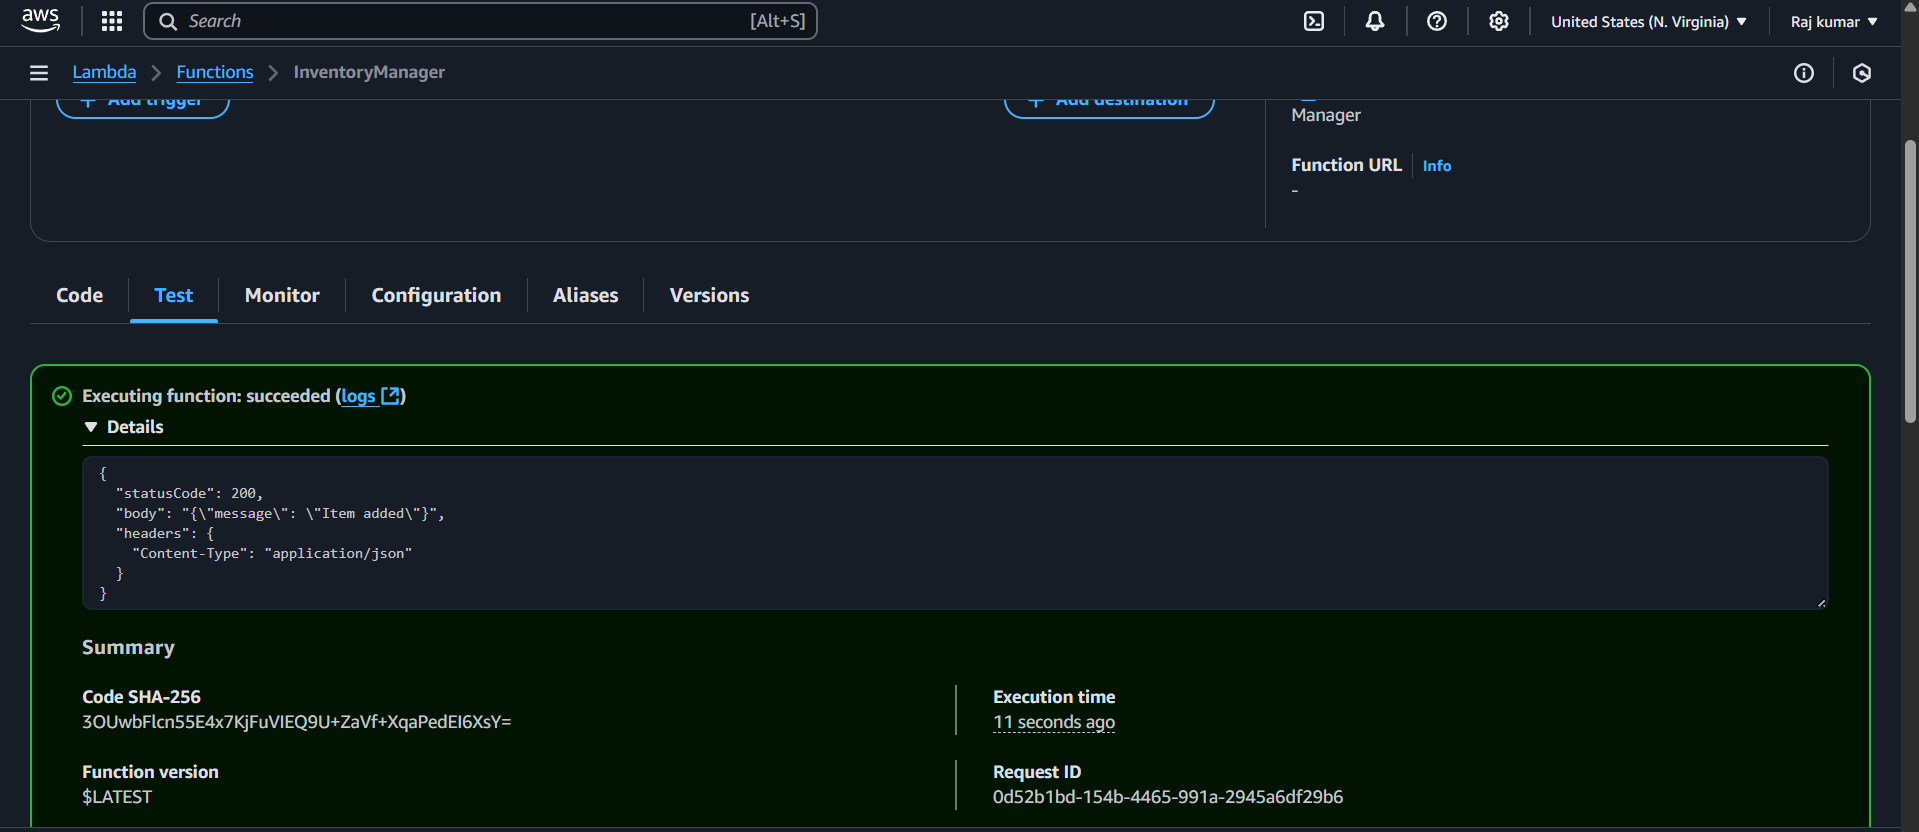 aws
Search [Alt+S]
United States (N. Virginia)
Raj kumar
Lambda
Functions
InventoryManager
Add trigger
Add destination
Manager
Function URL
Info
-
Code
Test
Monitor
Configuration
Aliases
Versions
Executing function: succeeded (logs)
Details
{
"statusCode": 200,
"body": "{\"message\": \"Item added\"}",
"headers": {
"Content-Type": "application/json"
}
}
Summary
Code SHA-256
3OUwbFlcn55E4x7KjFuVIEQ9U+ZaVf+XqaPedEI6XsY=
Execution time
11 seconds ago
Function version
$LATEST
Request ID
0d52b1bd-154b-4465-991a-2945a6df29b6